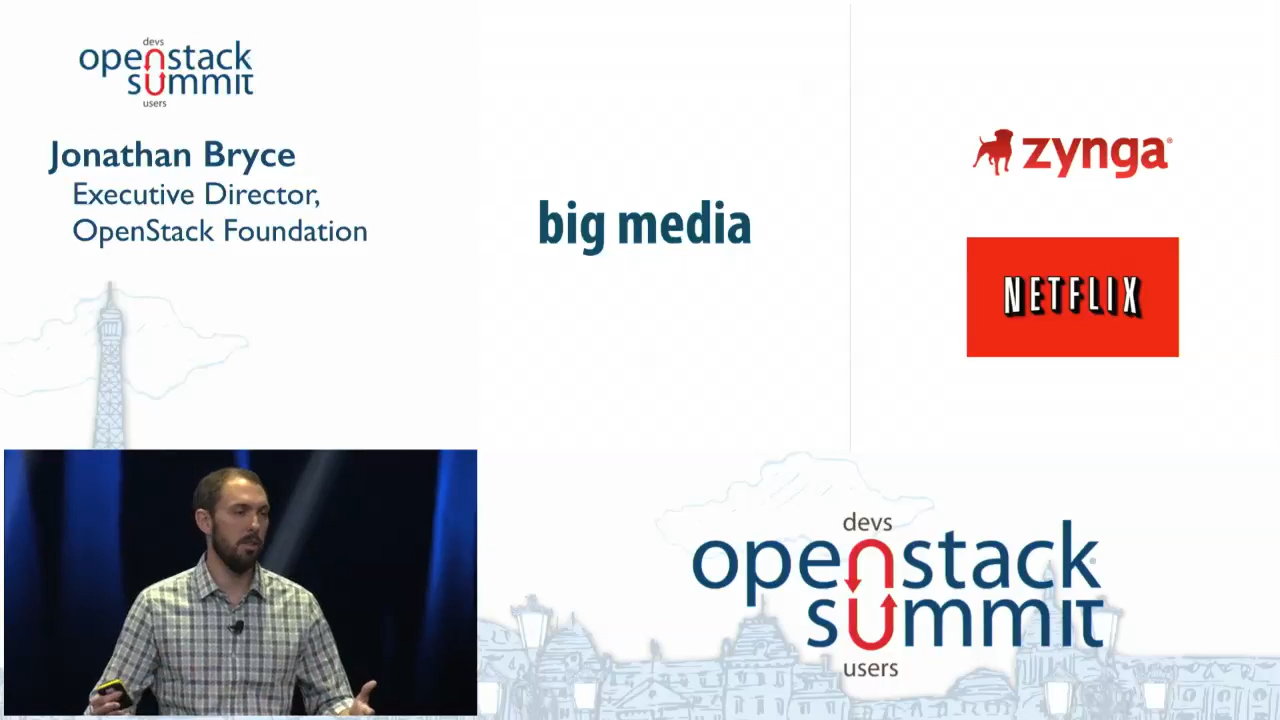 devs
openstack
summit
users
Jonathan Bryce
Executive Director,
OpenStack Foundation
big media
zynga®
NETFLIX
devs
openstack®
summit
users